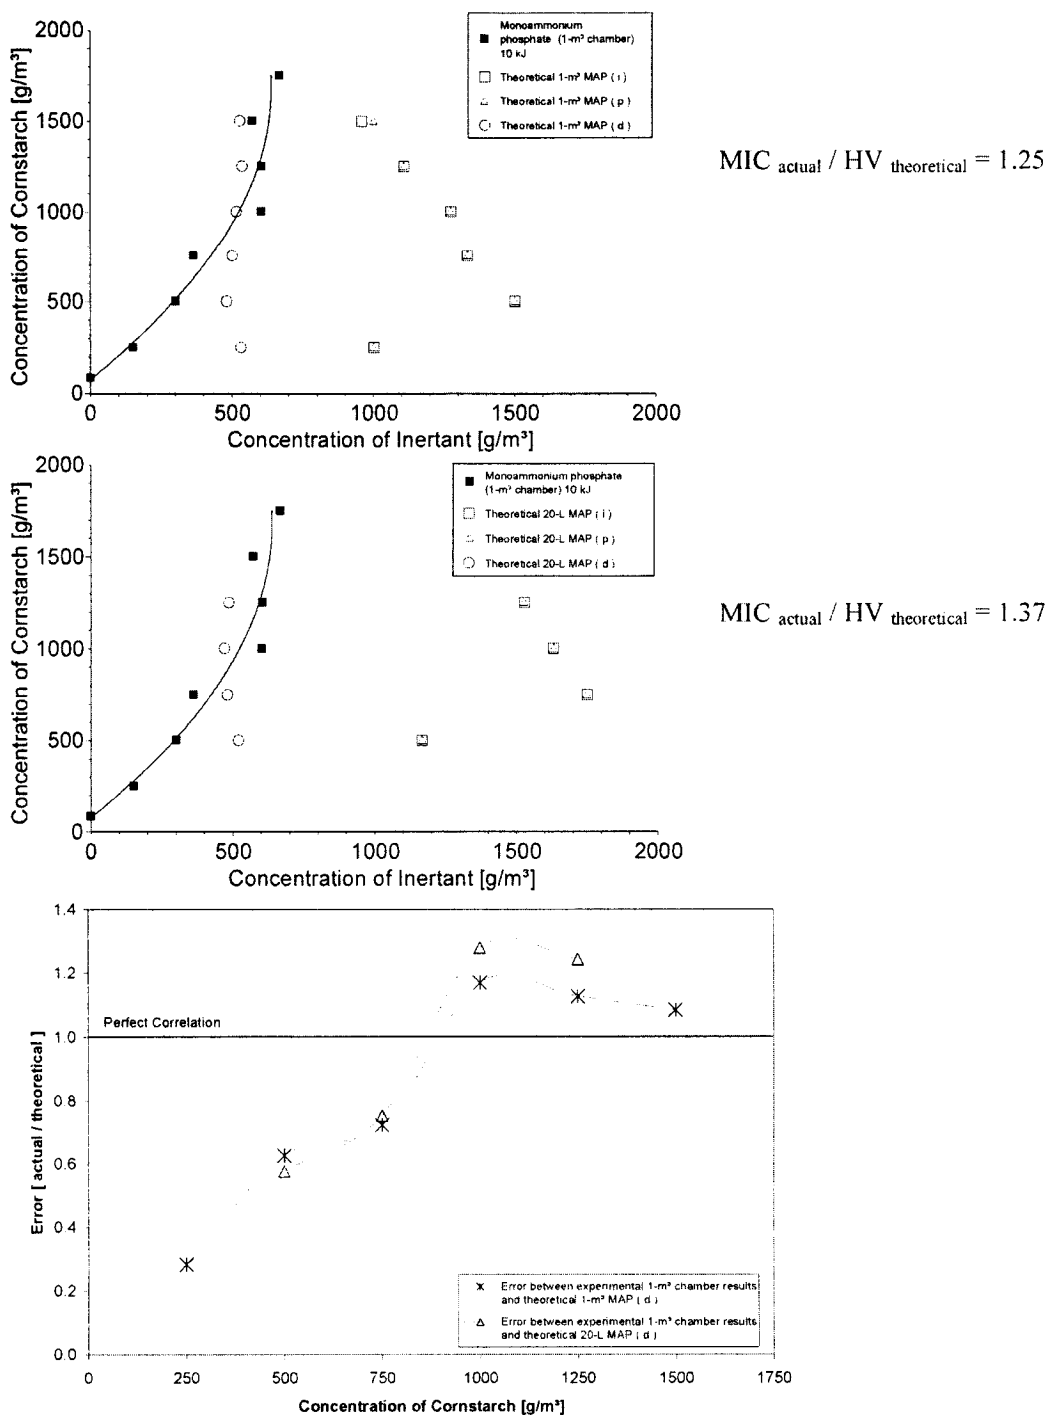 2000
1500
1000
500
0
Concentration of Cornstarch [g/m³]
Monoammonium
phosphate (1-m³ chamber)
10 kJ
Theoretical 1-m³ MAP ( i )
Theoretical 1-m³ MAP ( p )
Theoretical 1-m³ MAP ( d )
MIC actual / HV theoretical = 1.25
0 500 1000 1500 2000
Concentration of Inertant [g/m³]
2000
1500
1000
500
0
Concentration of Cornstarch [g/m³]
Monoammonium phosphate
(1-m³ chamber) 10 kJ
Theoretical 20-L MAP ( i )
Theoretical 20-L MAP ( p )
Theoretical 20-L MAP ( d )
MIC actual / HV theoretical = 1.37
0 500 1000 1500 2000
Concentration of Inertant [g/m³]
1.4
1.2
1.0
0.8
0.6
0.4
0.2
0.0
Error [ actual / theoretical ]
Perfect Correlation
Error between experimental 1-m³ chamber results
and theoretical 1-m³ MAP ( d )
Error between experimental 1-m³ chamber results
and theoretical 20-L MAP ( d )
0 250 500 750 1000 1250 1500 1750
Concentration of Cornstarch [g/m³]